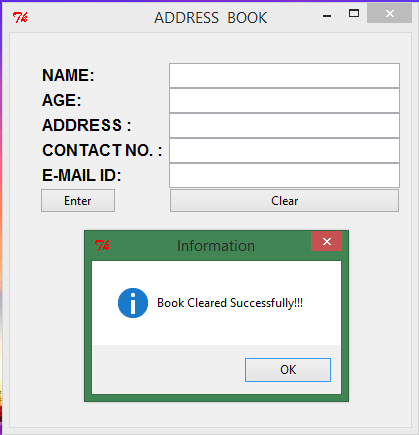 ADDRESS BOOK
NAME:
AGE:
ADDRESS :
CONTACT NO. :
E-MAIL ID:
Enter Clear
Information
Book Cleared Successfully!!!
OK